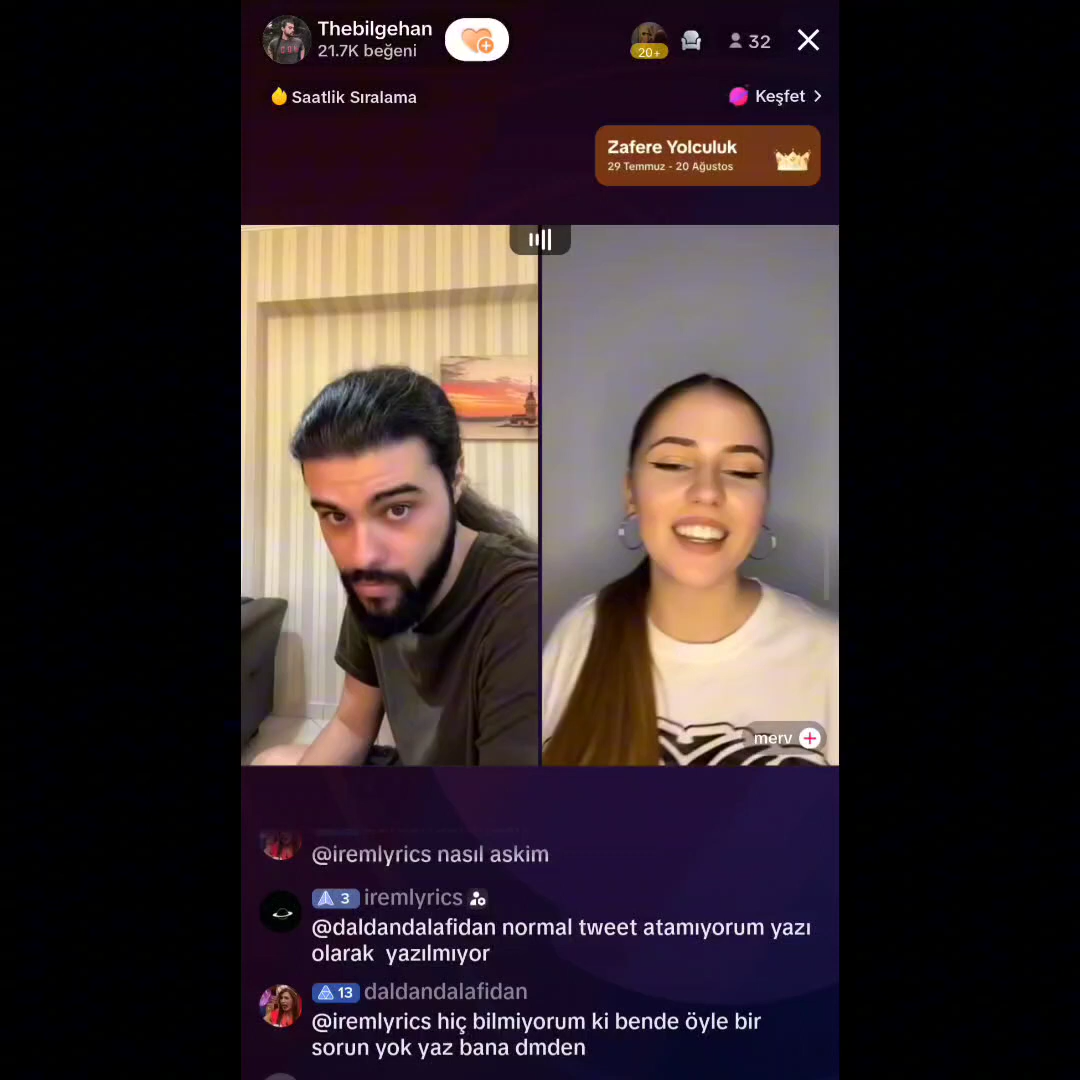 Thebilgehan
21.7K beğeni
20+
32
Saatlik Sıralama
Keşfet
Zafere Yolculuk
29 Temmuz - 20 Ağustos
merv
@iremlyrics nasıl askim
3 iremlyrics
@daldandalafidan normal tweet atamıyorum yazı
olarak yazılmıyor
13 daldandalafidan
@iremlyrics hiç bilmiyorum ki bende öyle bir
sorun yok yaz bana dmden